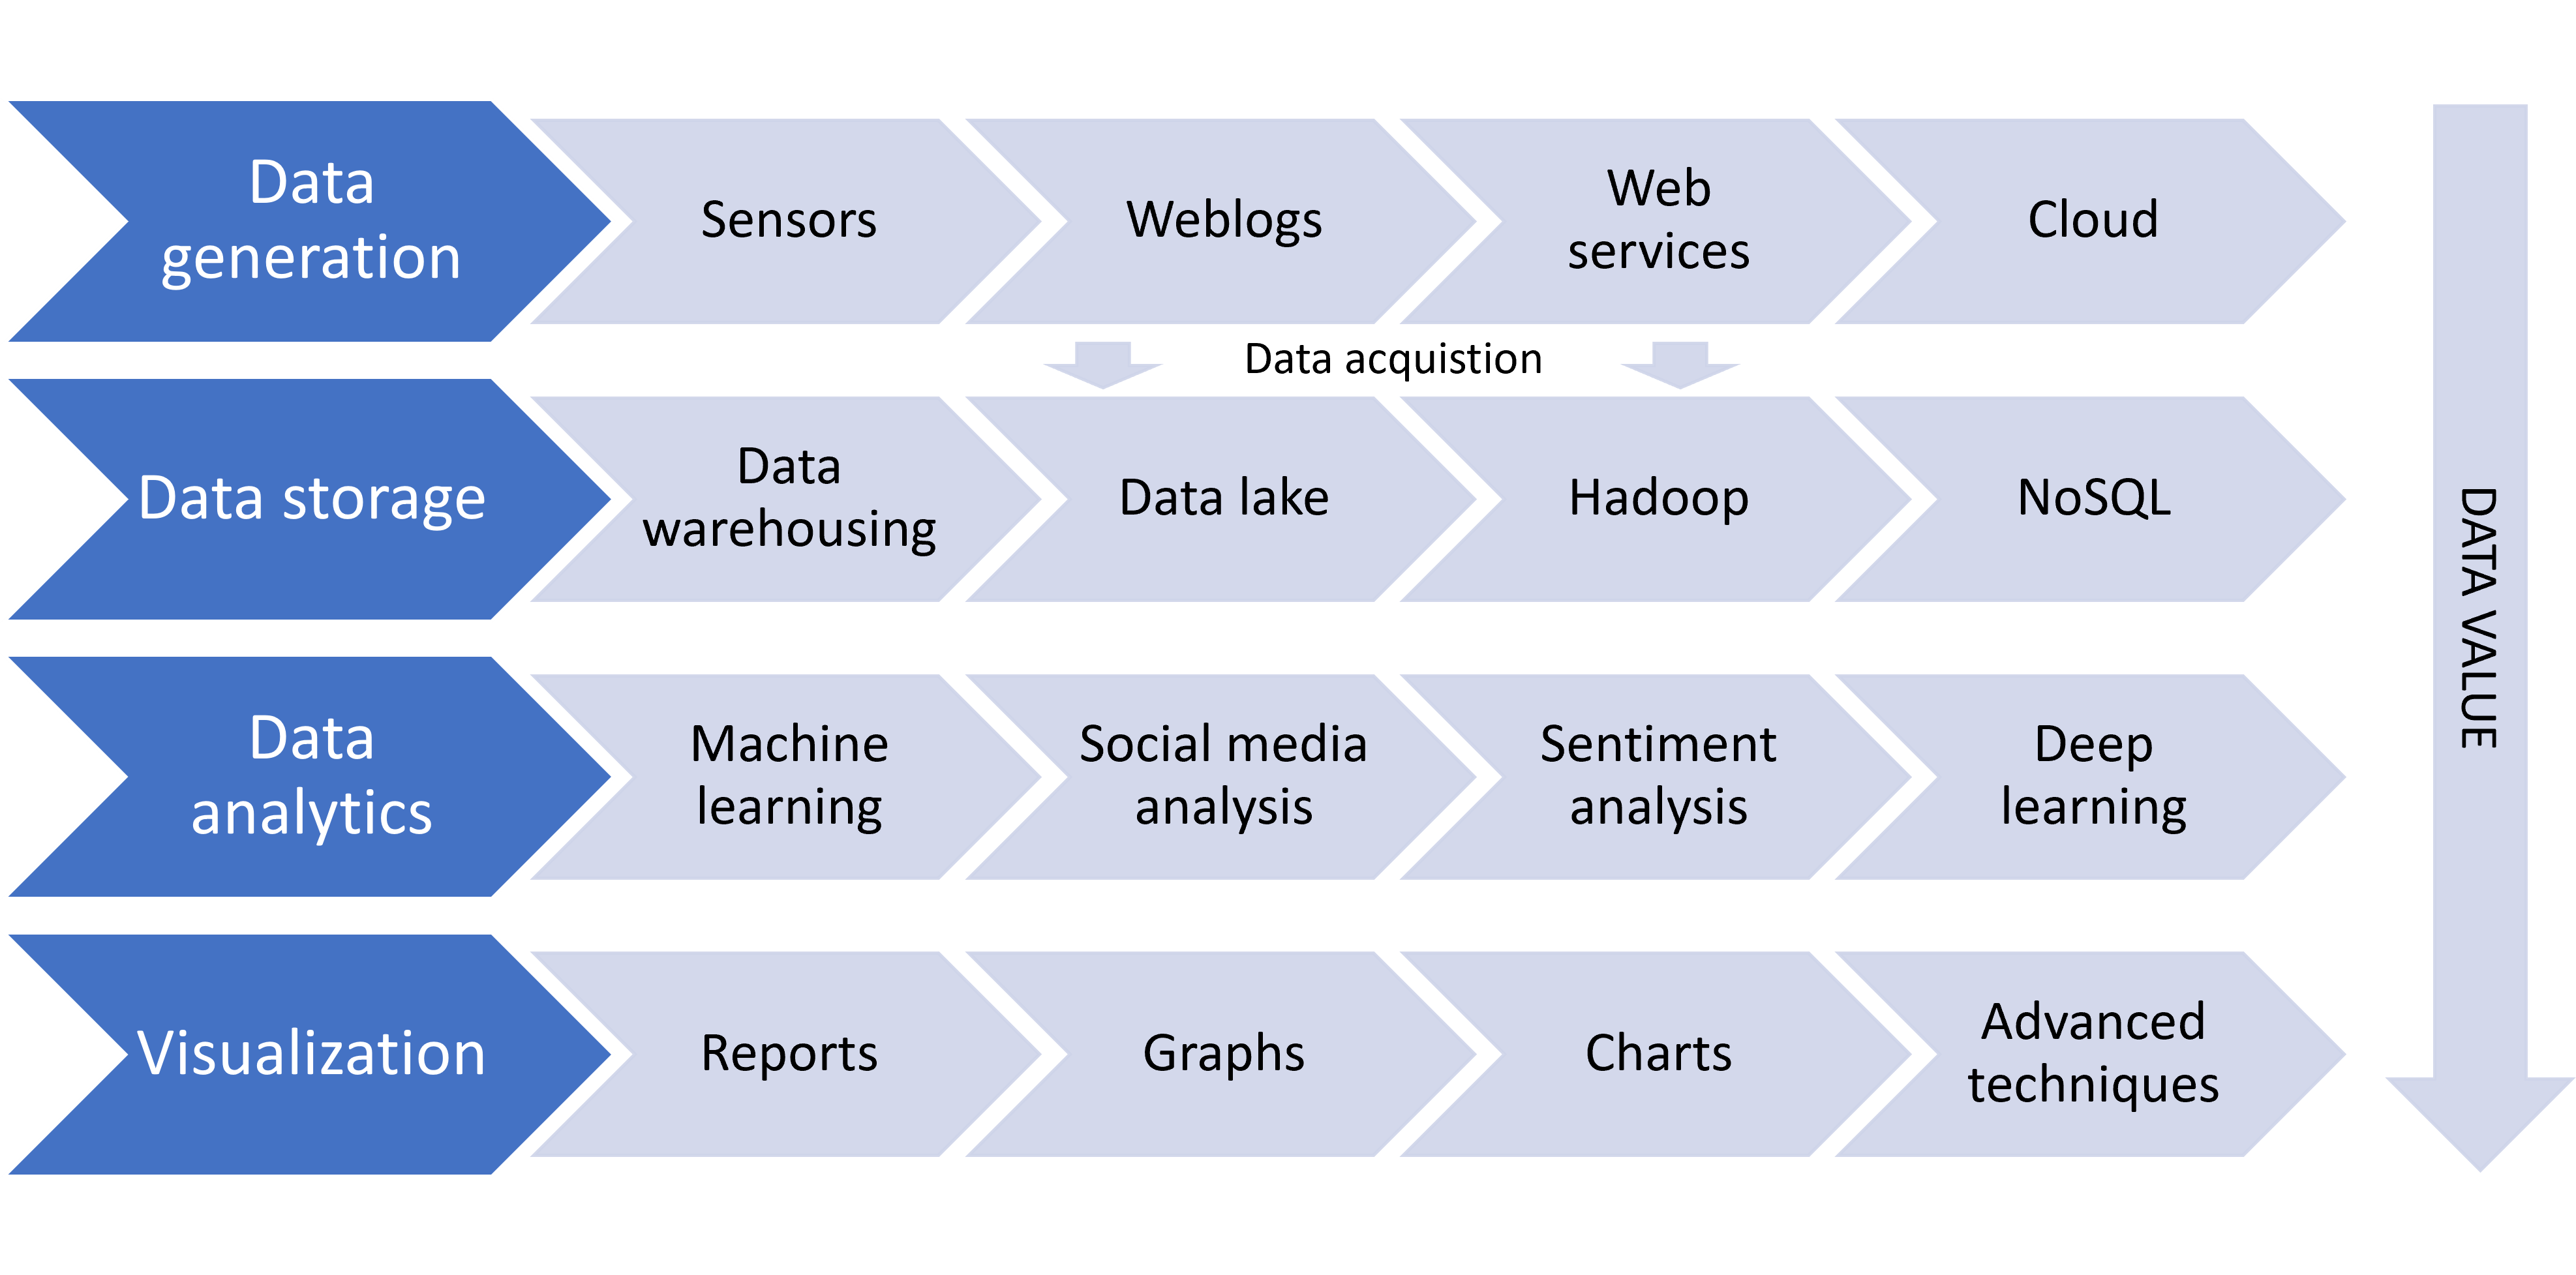 Data
generation
Sensors
Weblogs
Web
services
Cloud
Data acquistion
Data storage
Data
warehousing
Data lake
Hadoop
NoSQL
Data
analytics
Machine
learning
Social media
analysis
Sentiment
analysis
Deep
learning
Visualization
Reports
Graphs
Charts
Advanced
techniques
DATA VALUE